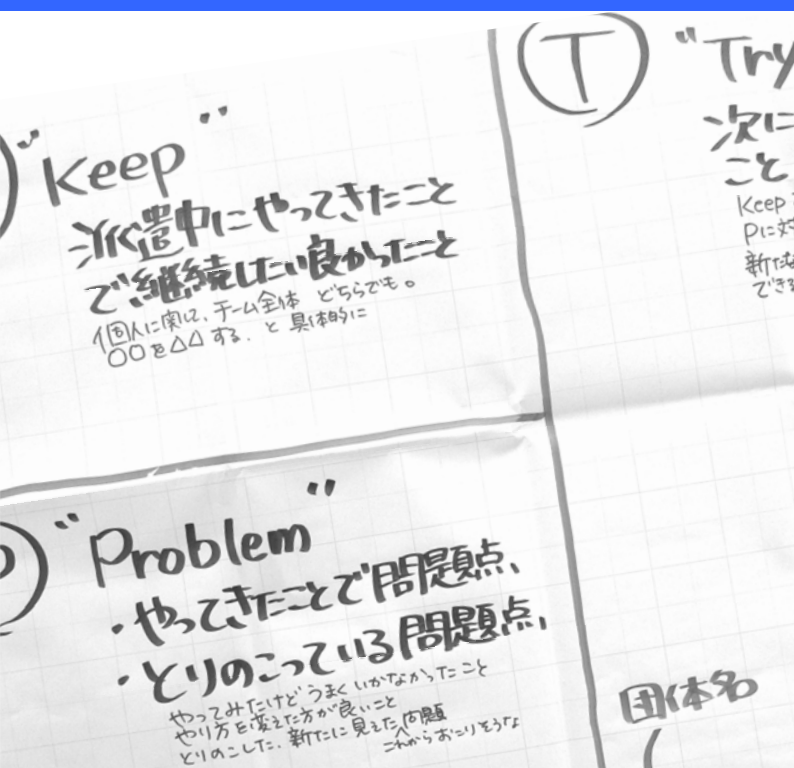 "Keep"
派遣中にやってきたこと
で継続したい良かったこと
個人に関して、チーム全体 どちらでも。
○○を△△する、と具体的に
T "Try
次に
こと
Keep
Pに対
新たな
できる
"Problem"
・やってきたことで問題点、
・とりのこっている問題点、
やってみたけどうまくいかなかったこと
やり方を変えた方が良いこと
とりのこした、新たに見えた問題
これからおこりそうな
団体名